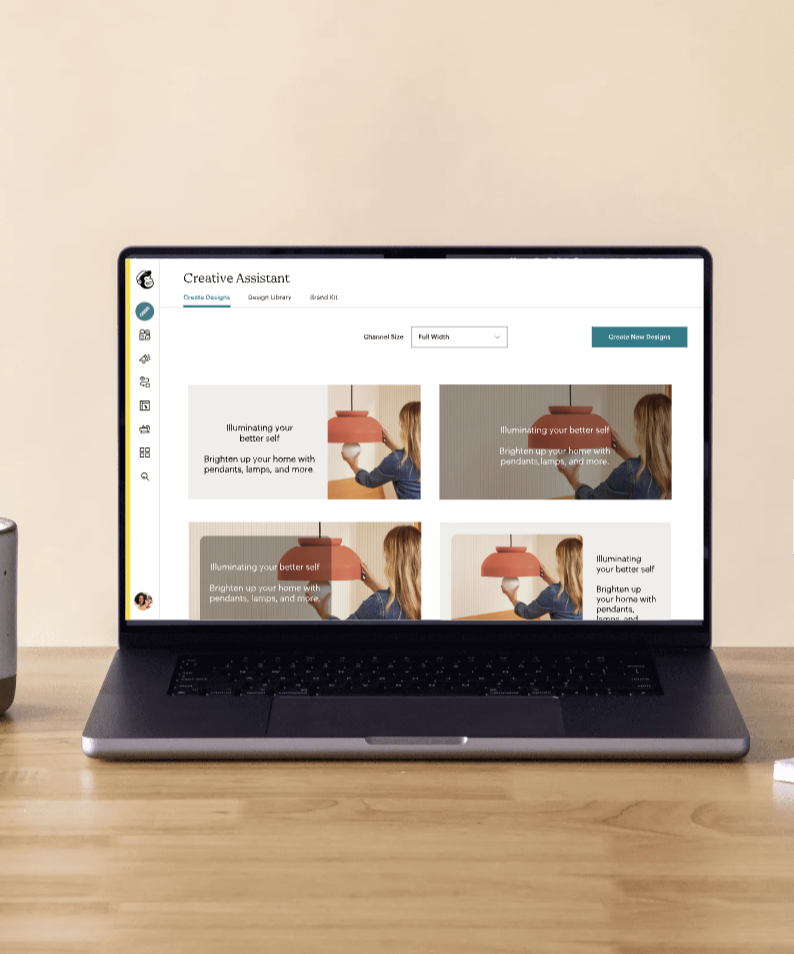 Creative Assistant
Create Designs
Design Library
Brand Kit
Channel Size
Full Width
Create New Designs
Illuminating your
better self
Brighten up your home with
pendants, lamps, and more.
Illuminating your better self
Brighten up your home with
pendants,lamps, and more.
Illuminating your better self
Brighten up your home with
pendants, lamps, and more.
Illuminating
your better self
Brighten up
your home with
pendants,
lamps, and